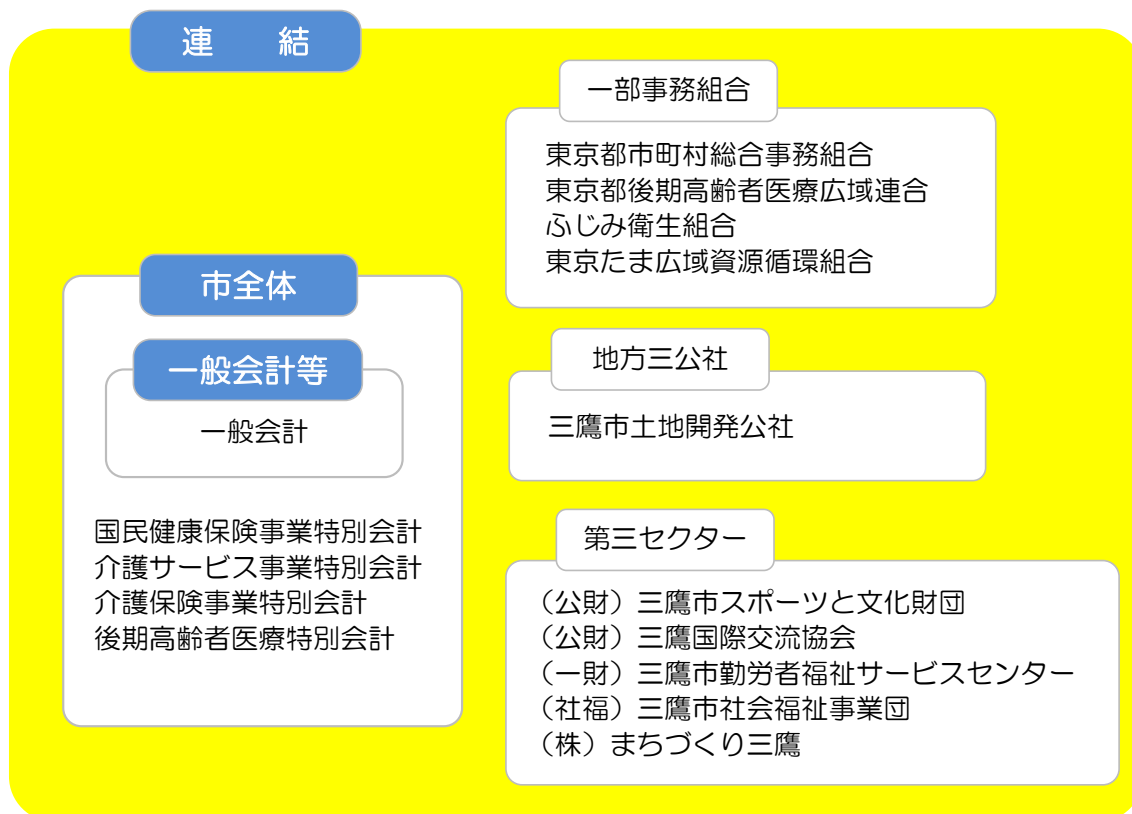 連　　結
市全体
一般会計等
一般会計
国民健康保険事業特別会計
介護サービス事業特別会計
介護保険事業特別会計
後期高齢者医療特別会計
一部事務組合
東京都市町村総合事務組合
東京都後期高齢者医療広域連合
ふじみ衛生組合
東京たま広域資源循環組合
地方三公社
三鷹市土地開発公社
第三セクター
（公財）三鷹市スポーツと文化財団
（公財）三鷹国際交流協会
（一財）三鷹市勤労者福祉サービスセンター
（社福）三鷹市社会福祉事業団
（株）まちづくり三鷹